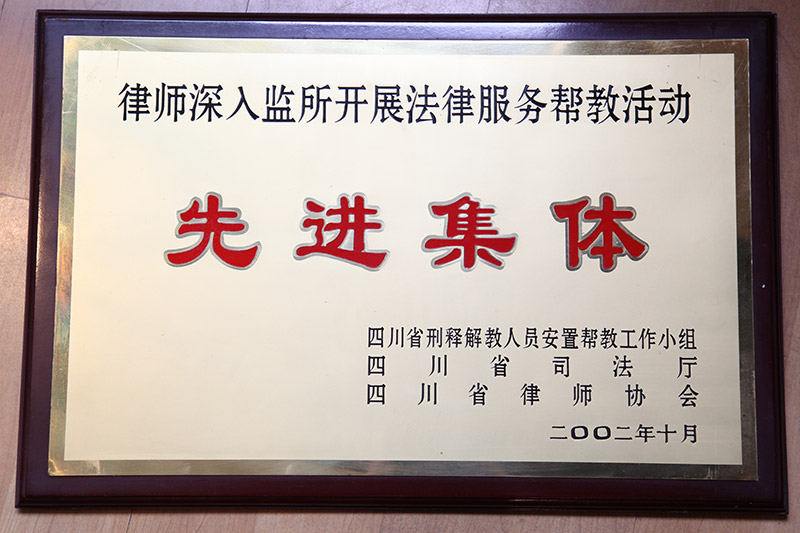 律师深入监所开展法律服务帮教活动
先进集体
四川省刑释解教人员安置帮教工作小组
四川省司法厅
四川省律师协会
二〇〇二年十月